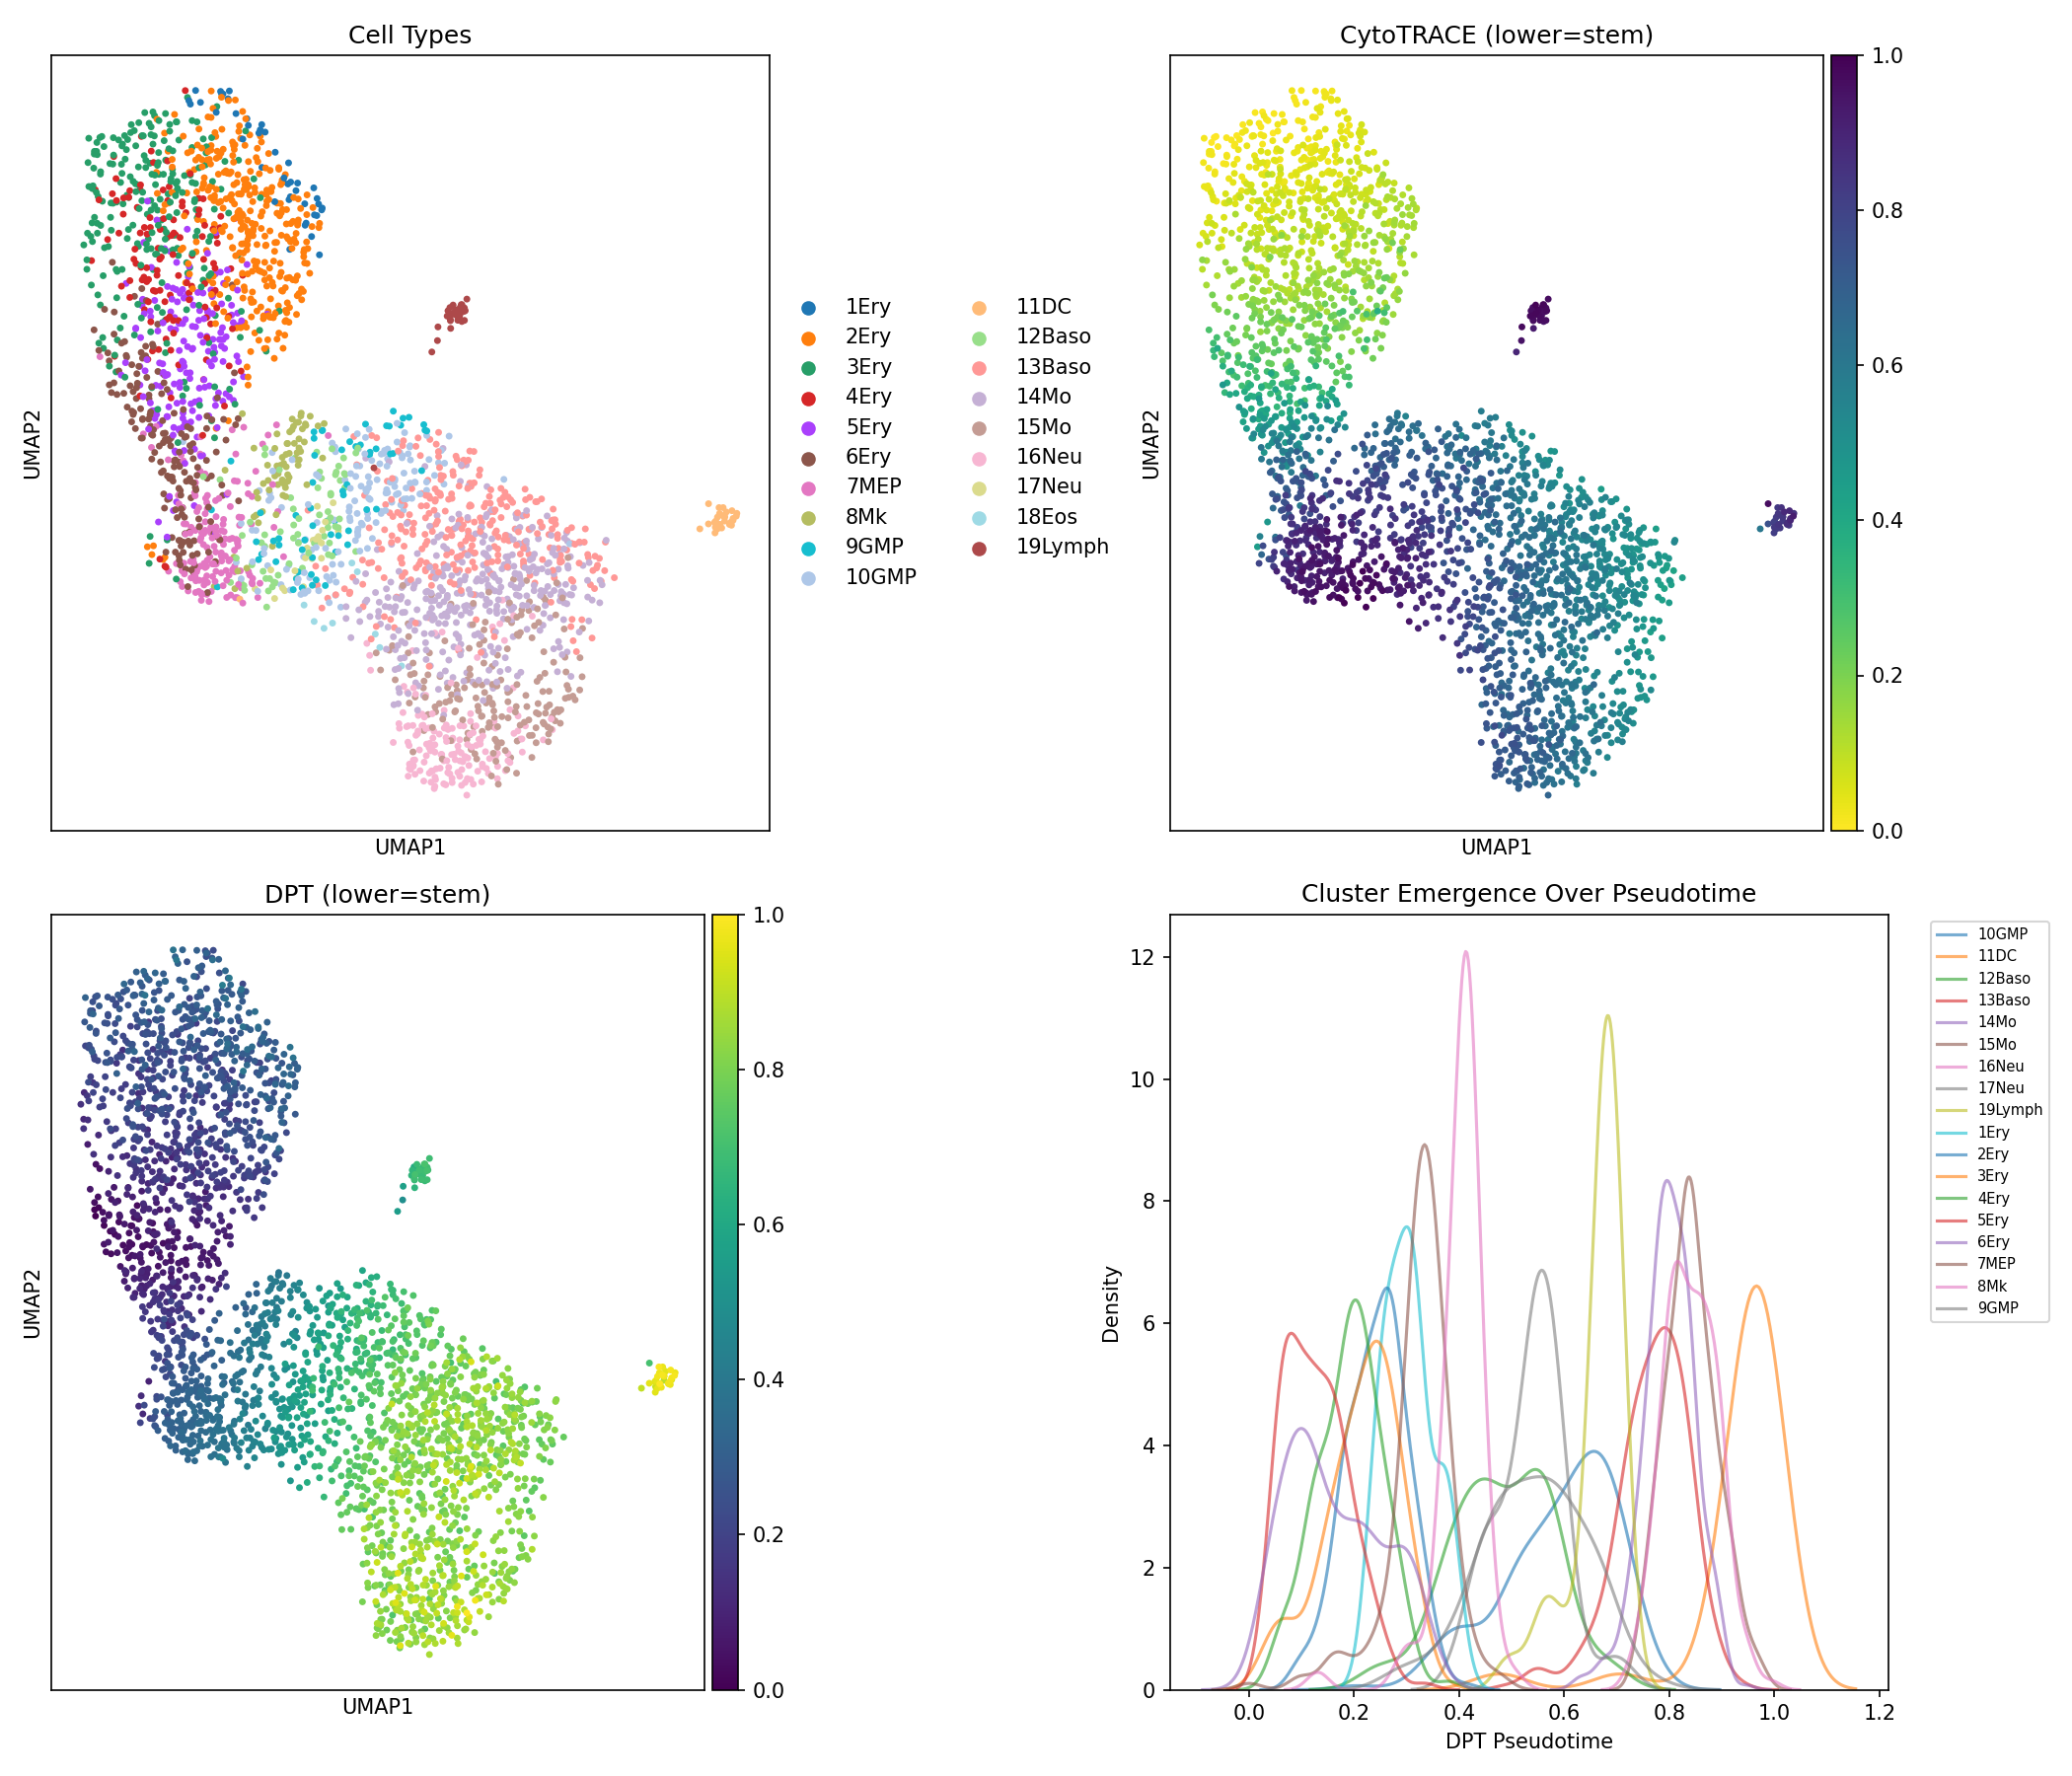 Cell Types
UMAP2
UMAP1
1Ery
2Ery
3Ery
4Ery
5Ery
6Ery
7MEP
8Mk
9GMP
10GMP
11DC
12Baso
13Baso
14Mo
15Mo
16Neu
17Neu
18Eos
19Lymph
CytoTRACE (lower=stem)
UMAP2
UMAP1
1.0
0.8
0.6
0.4
0.2
0.0
DPT (lower=stem)
UMAP2
UMAP1
1.0
0.8
0.6
0.4
0.2
0.0
Cluster Emergence Over Pseudotime
Density
12
10
8
6
4
2
0
0.0 0.2 0.4 0.6 0.8 1.0 1.2
DPT Pseudotime
10GMP
11DC
12Baso
13Baso
14Mo
15Mo
16Neu
17Neu
19Lymph
1Ery
2Ery
3Ery
4Ery
5Ery
6Ery
7MEP
8Mk
9GMP